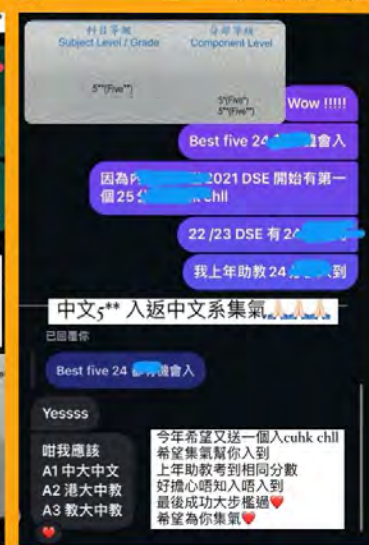 科目等級
分部等級
Subject Level / Grade
Component Level
5**(Five**)
5*(Five*)
5**(Five**)
Wow !!!!!
Best five 24 會入
因為 2021 DSE 開始有第一
個25 chll
22 /23 DSE 有 24
我上年助教 24 入到
中文5** 入返中文系集氣🙏🏻🙏🏻🙏🏻🙏🏻
已回覆你
Best five 24 會入
Yessss
咁我應該
A1 中大中文
A2 港大中教
A3 教大中教
今年希望又送一個入cuhk chll
希望集氣幫你入到
上年助教考到相同分數
好擔心唔知入唔入到
最後成功大步檻過❤️
希望為你集氣❤️